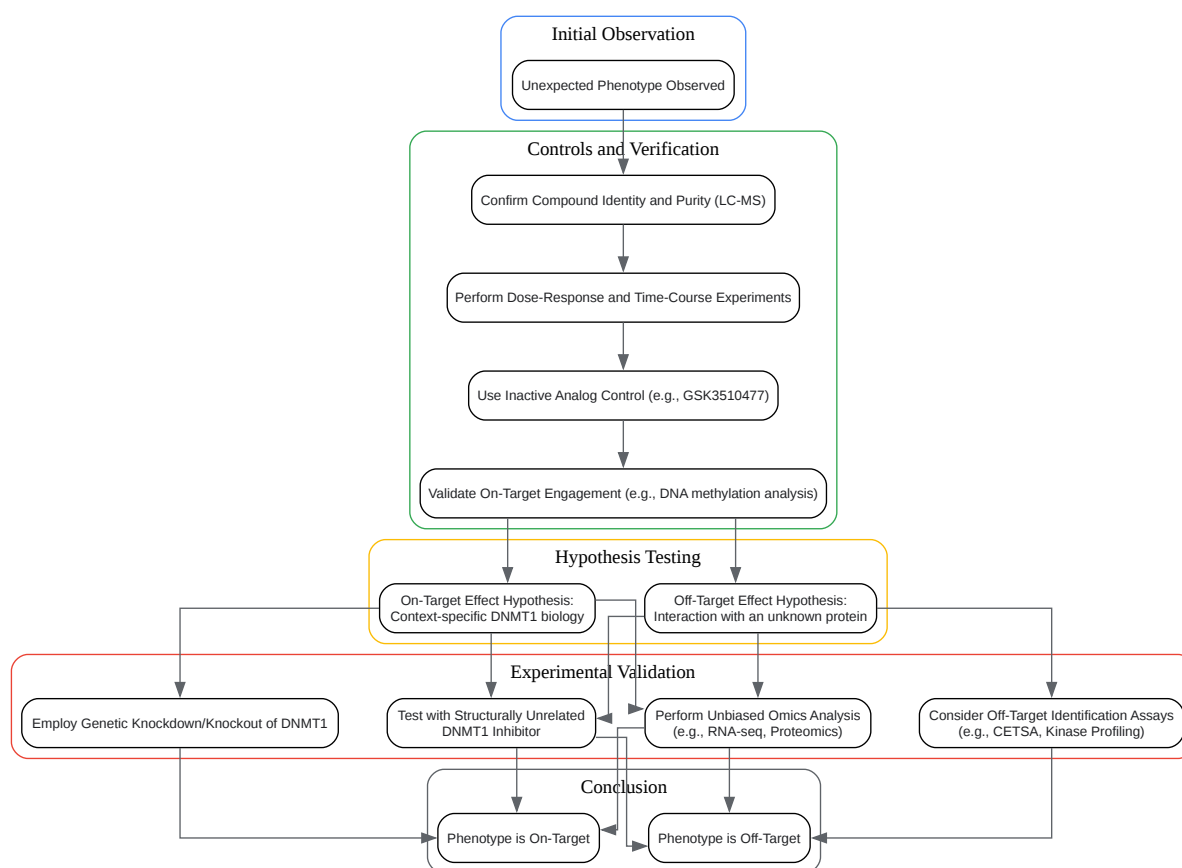 Initial Observation
Unexpected Phenotype Observed
Controls and Verification
Confirm Compound Identity and Purity (LC-MS)
Perform Dose-Response and Time-Course Experiments
Use Inactive Analog Control (e.g., GSK3510477)
Validate On-Target Engagement (e.g., DNA methylation analysis)
Hypothesis Testing
On-Target Effect Hypothesis:
Context-specific DNMT1 biology
Off-Target Effect Hypothesis:
Interaction with an unknown protein
Experimental Validation
Employ Genetic Knockdown/Knockout of DNMT1
Test with Structurally Unrelated
DNMT1 Inhibitor
Perform Unbiased Omics Analysis
(e.g., RNA-seq, Proteomics)
Consider Off-Target Identification Assays
(e.g., CETSA, Kinase Profiling)
Conclusion
Phenotype is On-Target
Phenotype is Off-Target